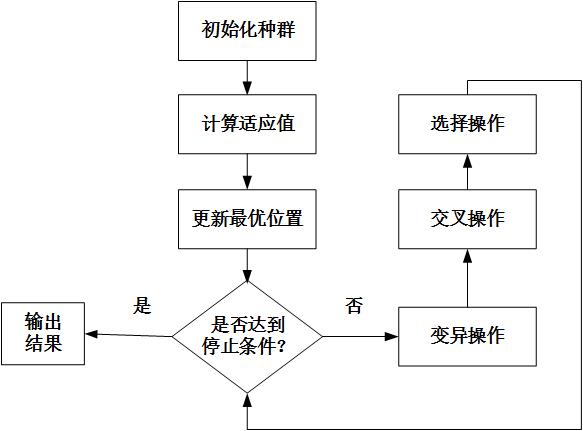 初始化种群
计算适应值
选择操作
更新最优位置
交叉操作
是
否
输出
结果
是否达到
停止条件?
变异操作